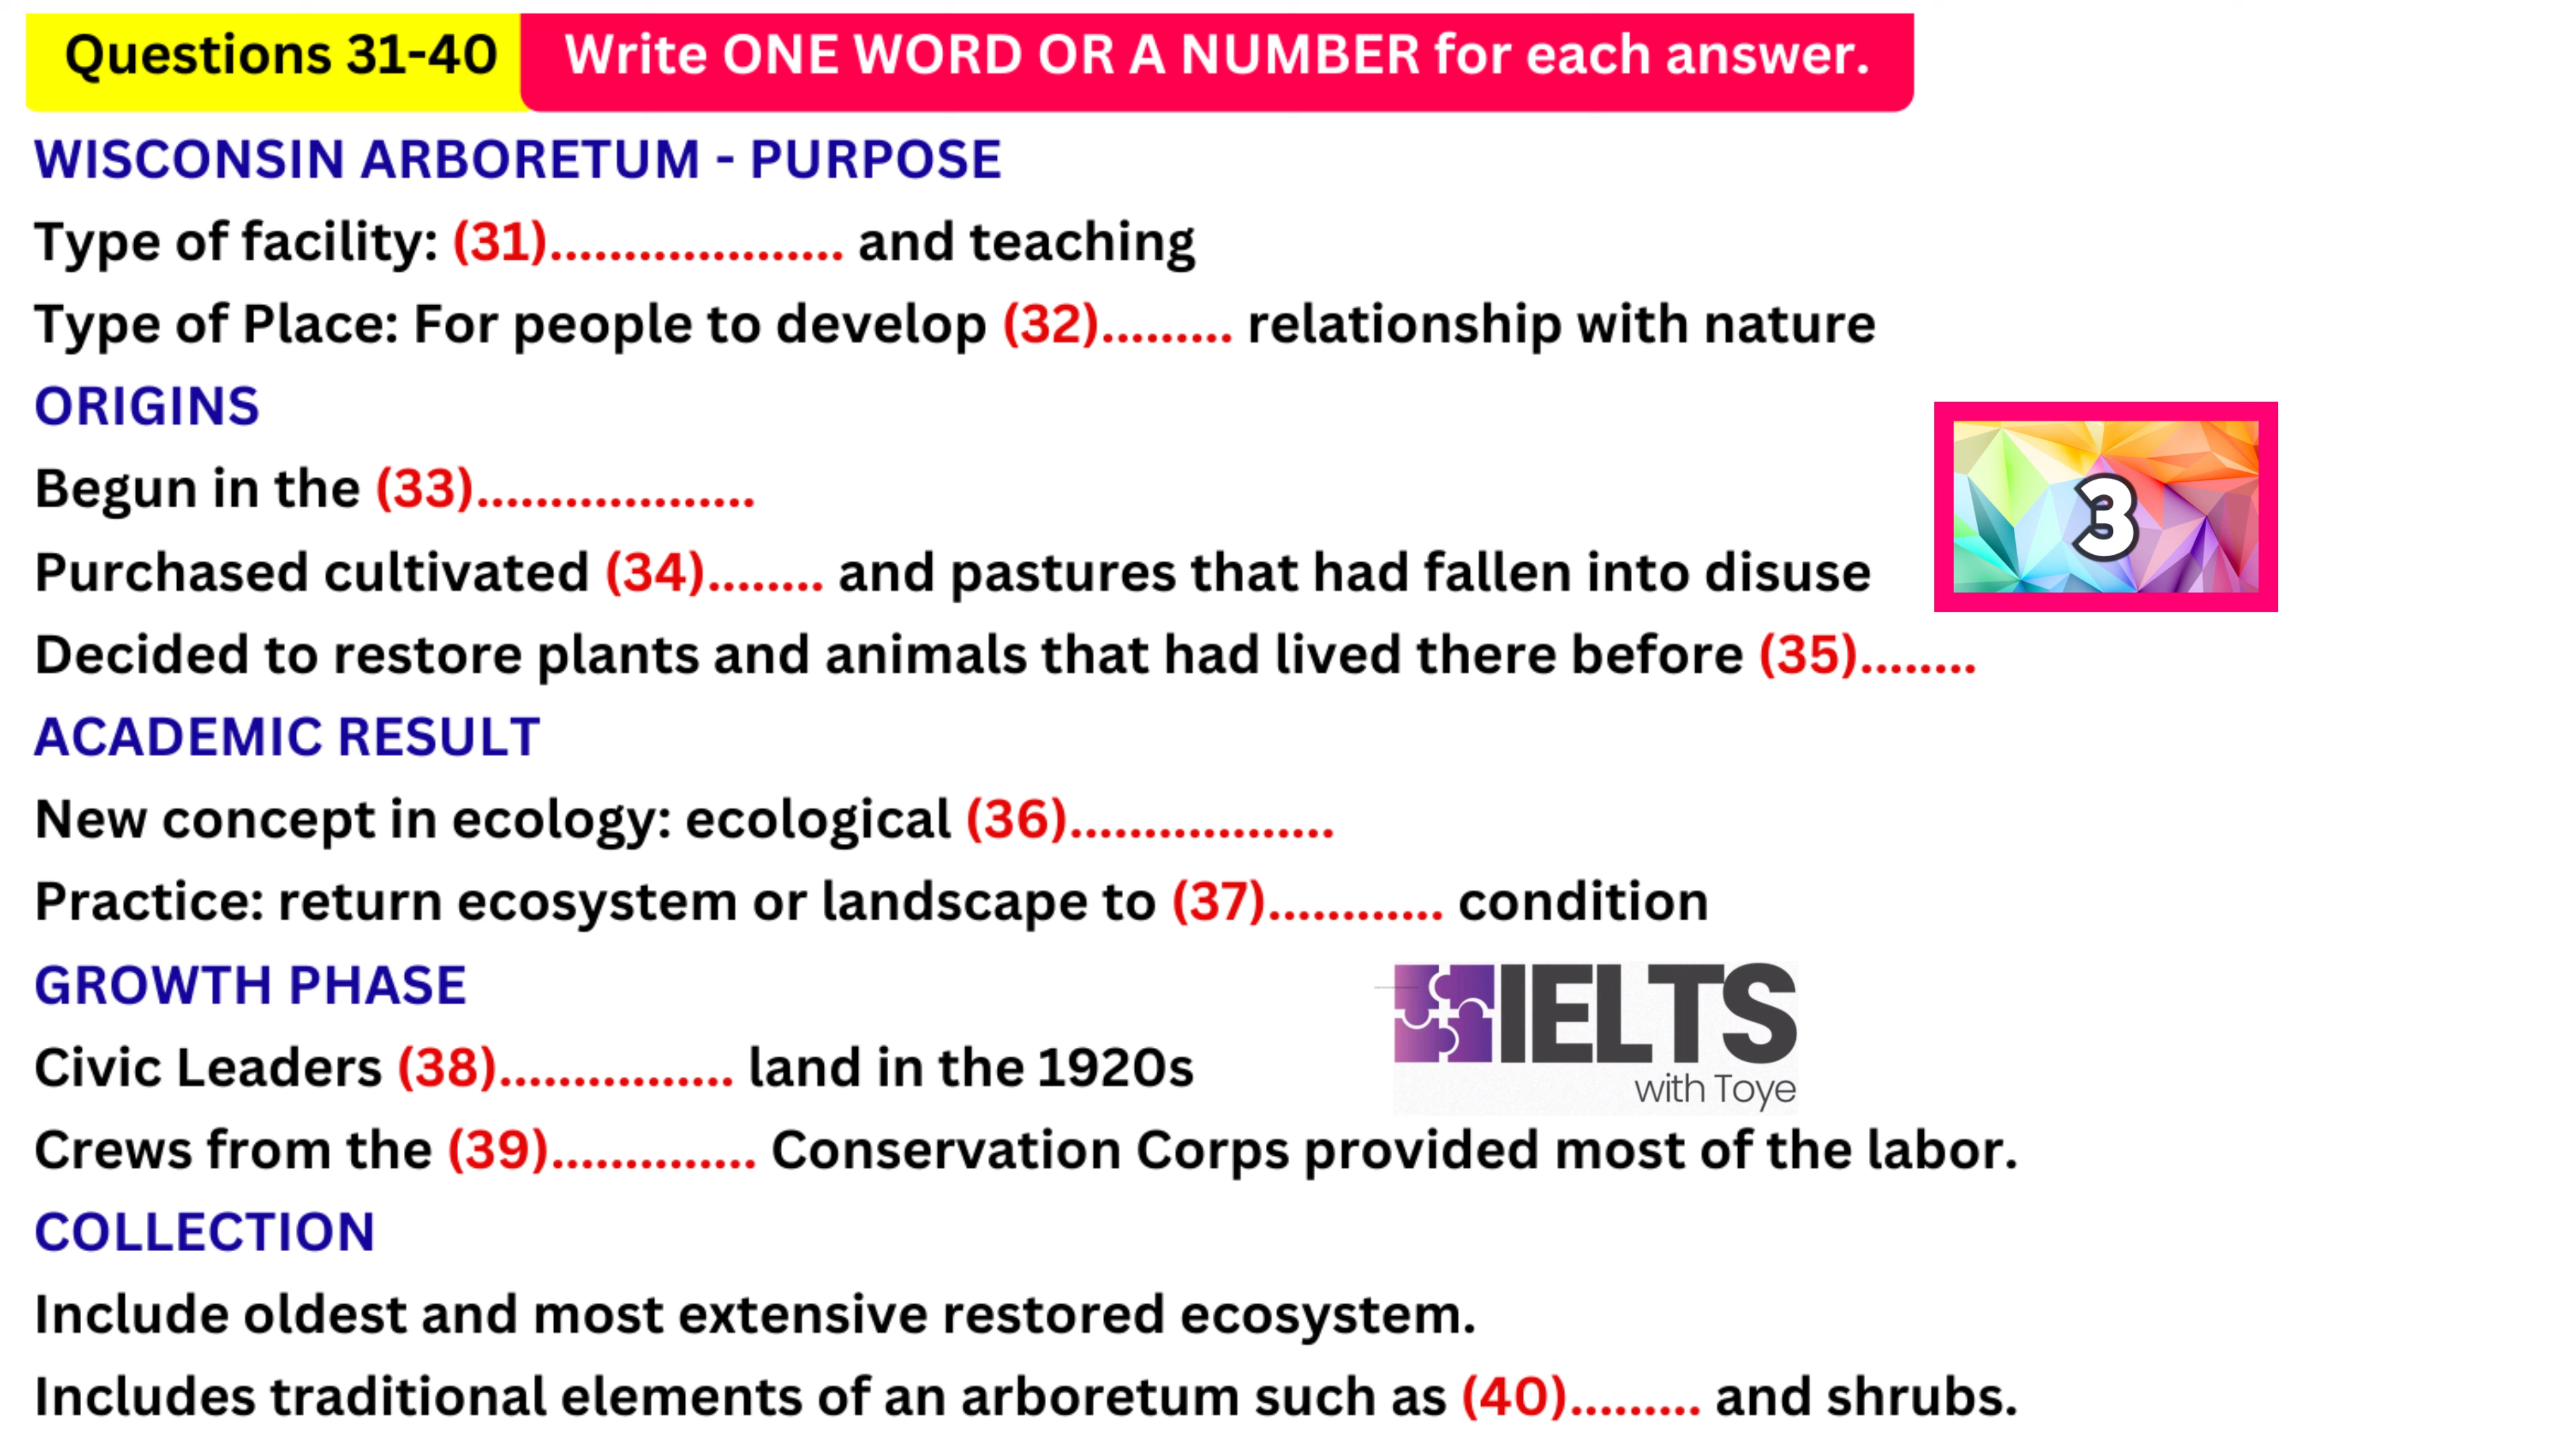 Questions 31-40 Write ONE WORD OR A NUMBER for each answer.
WISCONSIN ARBORETUM - PURPOSE
Type of facility: (31).................... and teaching
Type of Place: For people to develop (32)......... relationship with nature
ORIGINS
Begun in the (33)...................
Purchased cultivated (34)........ and pastures that had fallen into disuse
3
Decided to restore plants and animals that had lived there before (35)........
ACADEMIC RESULT
New concept in ecology: ecological (36)..................
Practice: return ecosystem or landscape to (37)............ condition
GROWTH PHASE
IELTS
with Toye
Civic Leaders (38)................ land in the 1920s
Crews from the (39).............. Conservation Corps provided most of the labor.
COLLECTION
Include oldest and most extensive restored ecosystem.
Includes traditional elements of an arboretum such as (40)......... and shrubs.